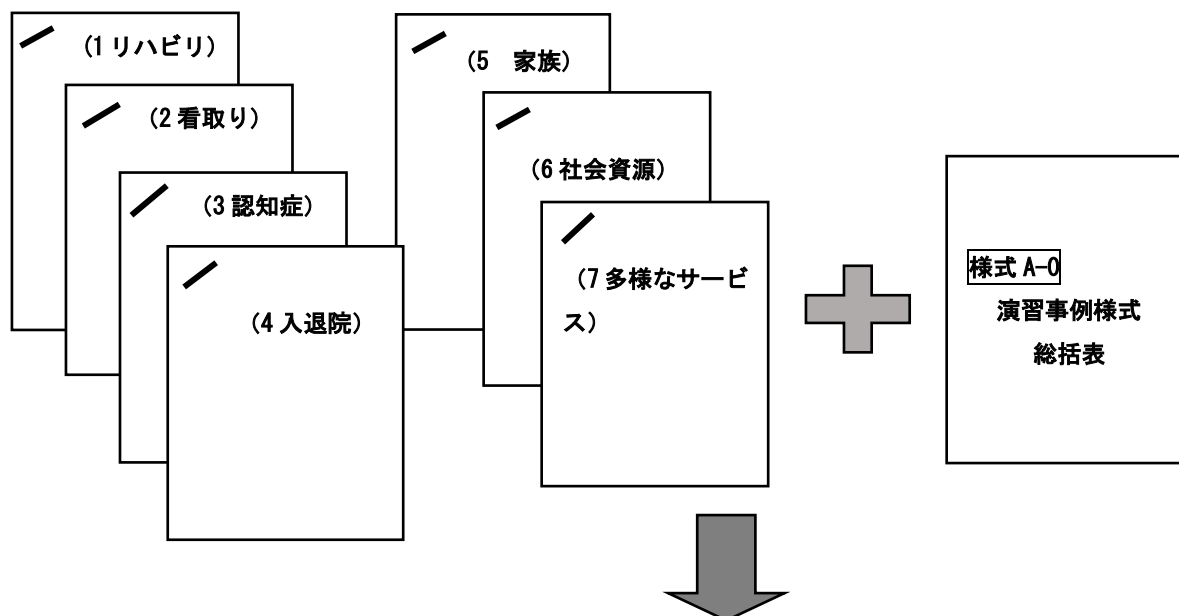 (1 リハビリ)
(2 看取り)
(3 認知症)
(4 入退院)
(5　家族)
(6 社会資源)
(7 多様なサービ
ス)
様式 A-0
演習事例様式
総括表